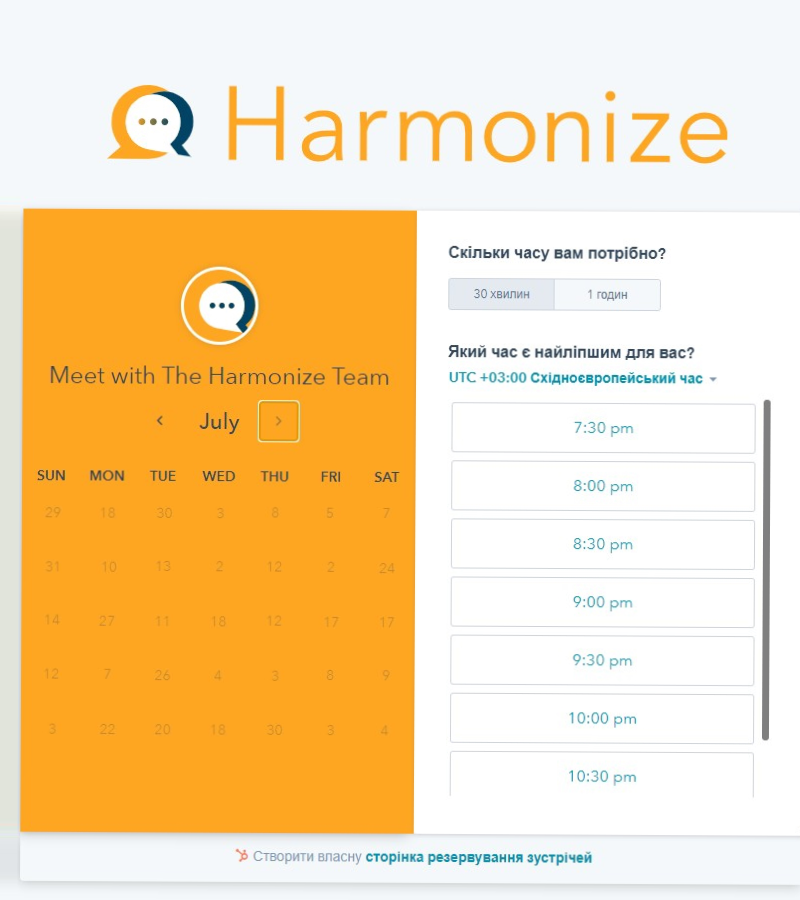 Harmonize
Meet with The Harmonize Team
July
SUN MON TUE WED THU FRI SAT
29 18 30 3 8 5 7
31 10 13 2 12 2 24
14 27 11 18 12 17 17
12 7 26 4 3 8 9
3 22 20 18 30 3 4
Скільки часу вам потрібно?
30 хвилин 1 годин
Який час є найліпшим для вас?
UTC +03:00 Східноєвропейський час
7:30 pm
8:00 pm
8:30 pm
9:00 pm
9:30 pm
10:00 pm
10:30 pm
Створити власну сторінка резервування зустрічей